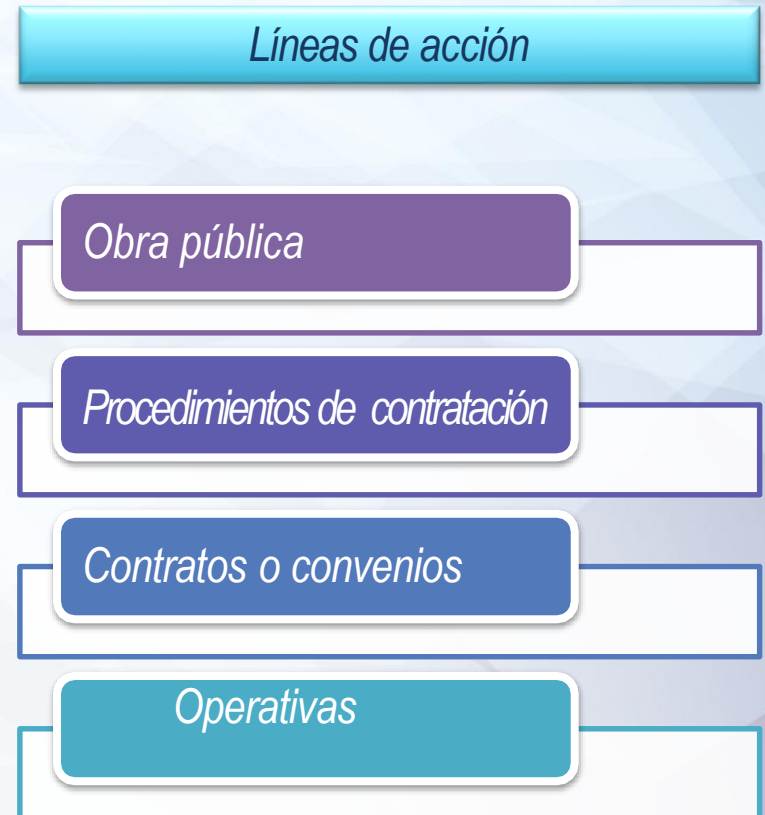 Líneas de acción
Obra pública
Procedimientos de contratación
Contratos o convenios
Operativas